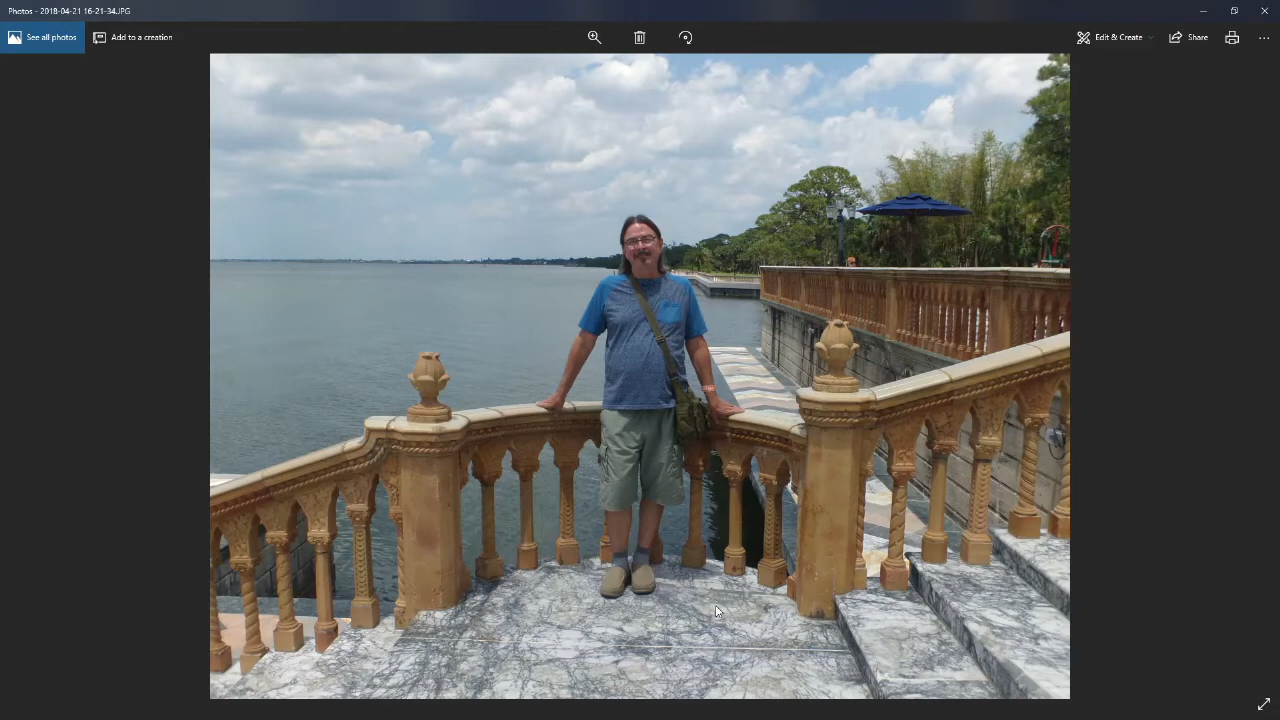 Photos - 2018-04-21 16-21-34.JPG
See all photos
Add to a creation
Edit & Create
Share